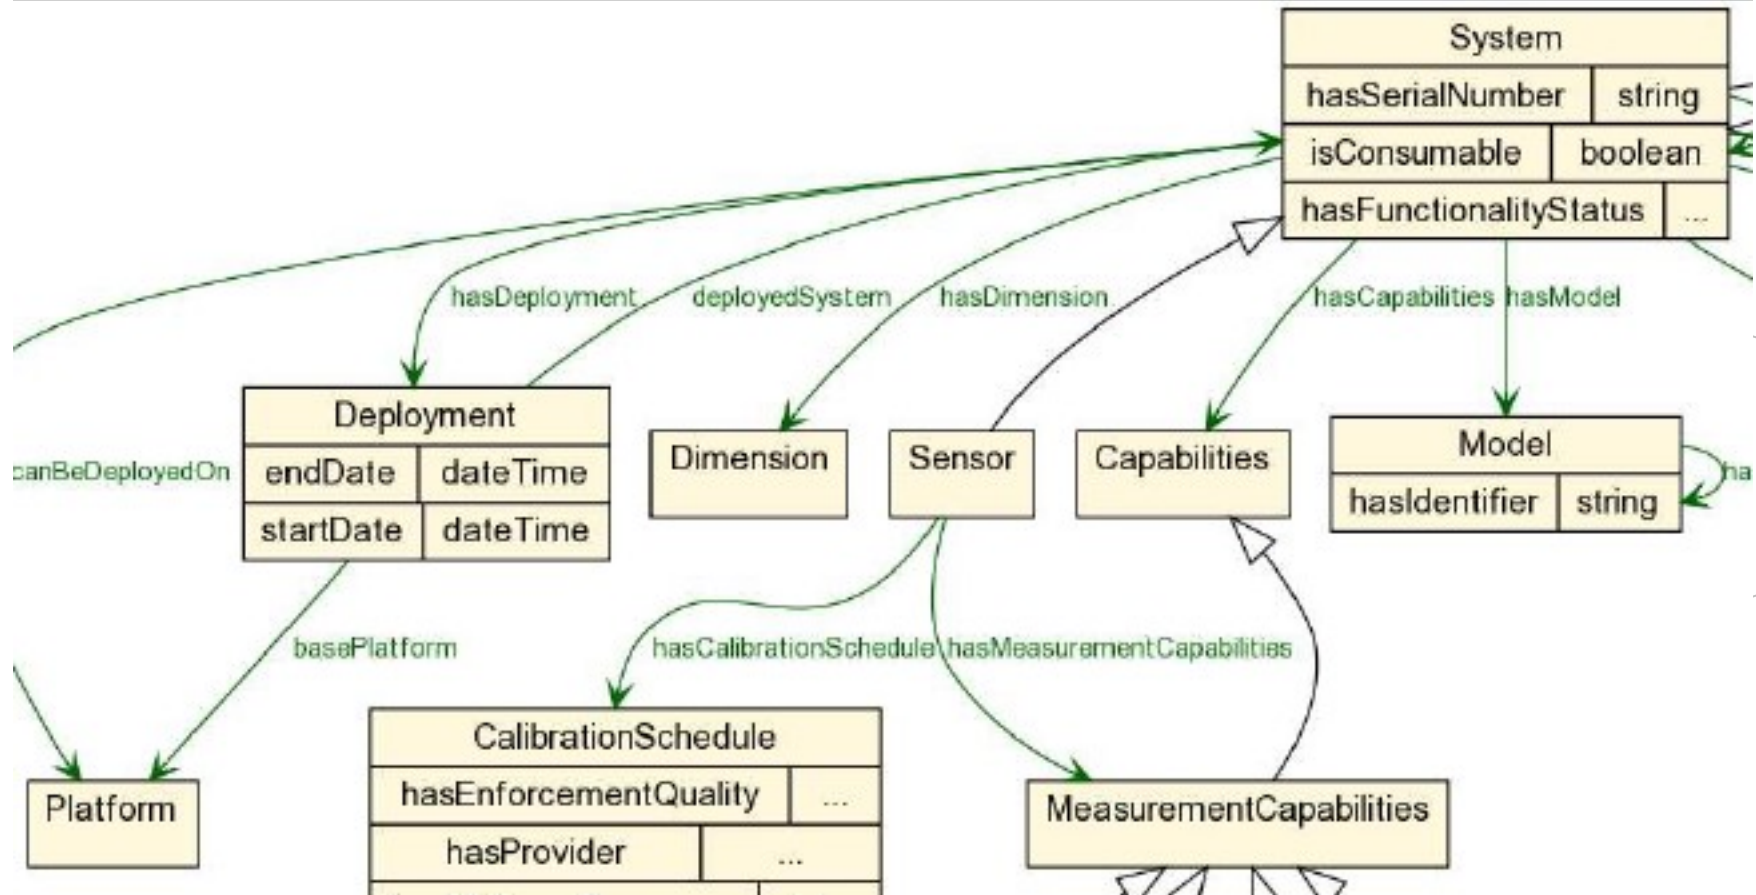 System
hasSerialNumber string
isConsumable boolean
hasFunctionalityStatus ...
hasDeployment deployedSystem hasDimension hasCapabilities hasModel
Deployment
endDate dateTime
startDate dateTime
canBeDeployedOn
Dimension
Sensor
Capabilities
Model
hasIdentifier string
ha
basePlatform hasCalibrationSchedule hasMeasurementCapabilities
Platform
CalibrationSchedule
hasEnforcementQuality ...
hasProvider ...
MeasurementCapabilities